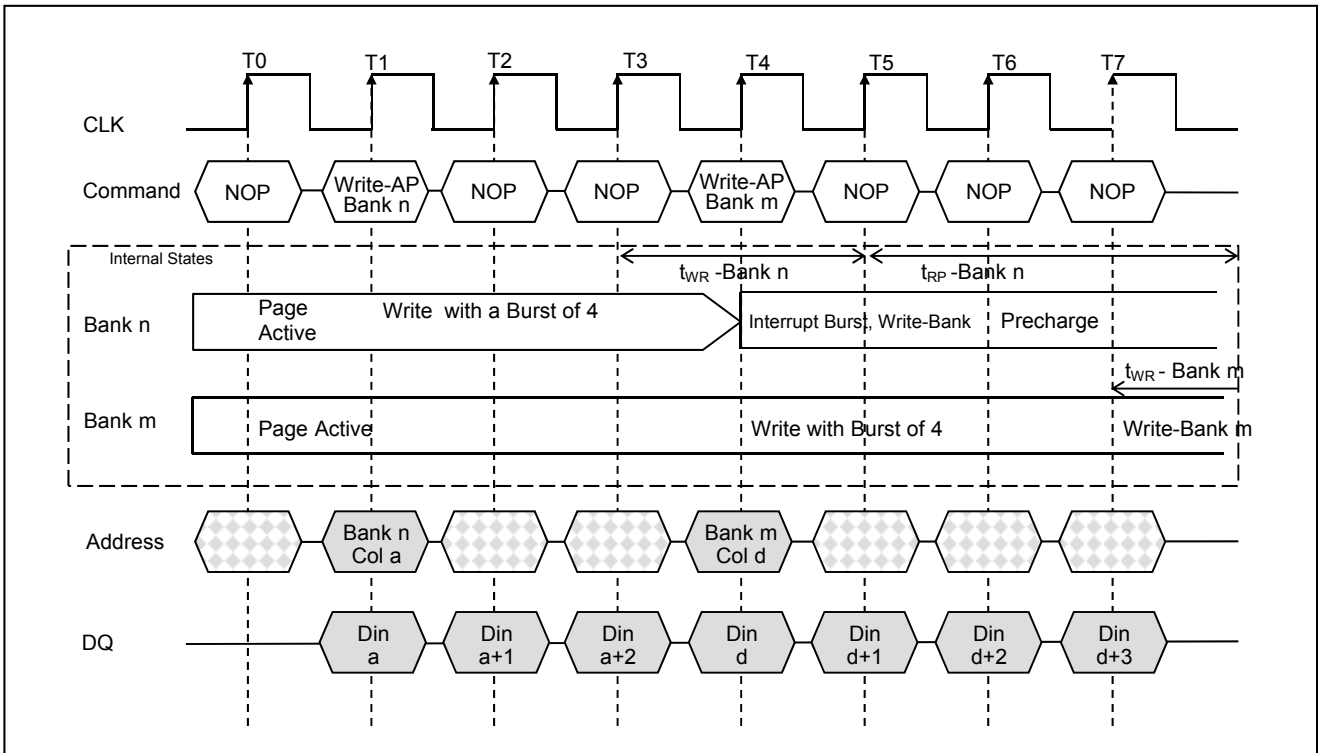 T0 T1 T2 T3 T4 T5 T6 T7
CLK
Command NOP Write-AP Bank n NOP NOP Write-AP Bank m NOP NOP NOP
Internal States
tWR -Bank n tRP -Bank n
Bank n Page Active Write with a Burst of 4 Interrupt Burst, Write-Bank Precharge
tWR - Bank m
Bank m Page Active Write with Burst of 4 Write-Bank m
Address Bank n Col a Bank m Col d
DQ Din a Din a+1 Din a+2 Din d Din d+1 Din d+2 Din d+3